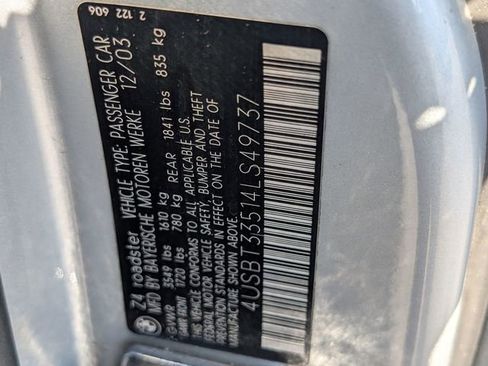 2 122 606
Z4 roadster VEHICLE TYPE: PASSENGER CAR
MFD BY BAYERISCHE MOTOREN WERKE 12/03
GVWR 3549 lbs 1610 kg
GAWR FRONT 1720 lbs 780 kg REAR 1841 lbs 835 kg
THIS VEHICLE CONFORMS TO ALL APPLICABLE U.S.
FEDERAL MOTOR VEHICLE SAFETY, BUMPER AND THEFT
PREVENTION STANDARDS IN EFFECT ON THE DATE OF
MANUFACTURE SHOWN ABOVE.
4USBT33514LS49737